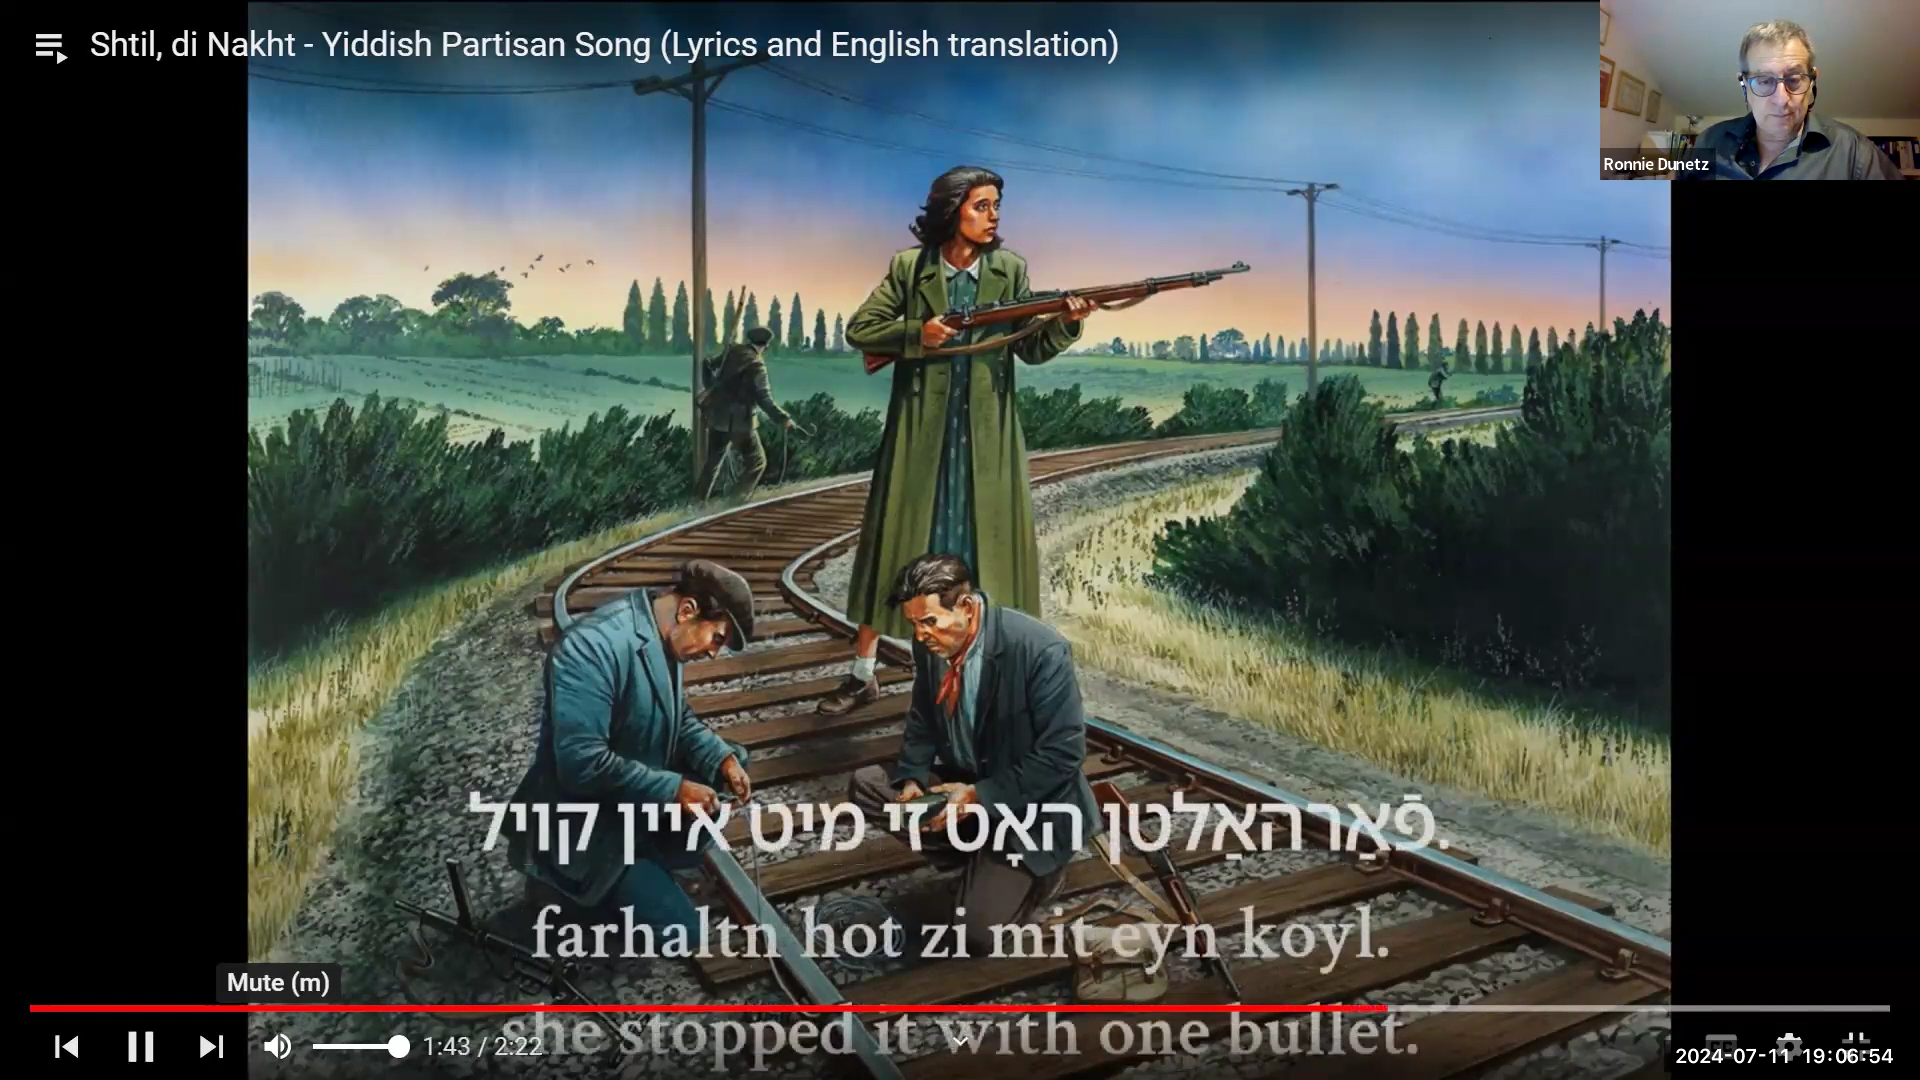 Shtil, di Nakht - Yiddish Partisan Song (Lyrics and English translation)
Ronnie Dunetz
פֿאַרהאַלטן האָט זי מיט איין קויל.
farhaltn hot zi mit eyn koyl.
Mute (m)
she stopped it with one bullet.
1:43 / 2:22
CC
2024-07-11 19:06:54